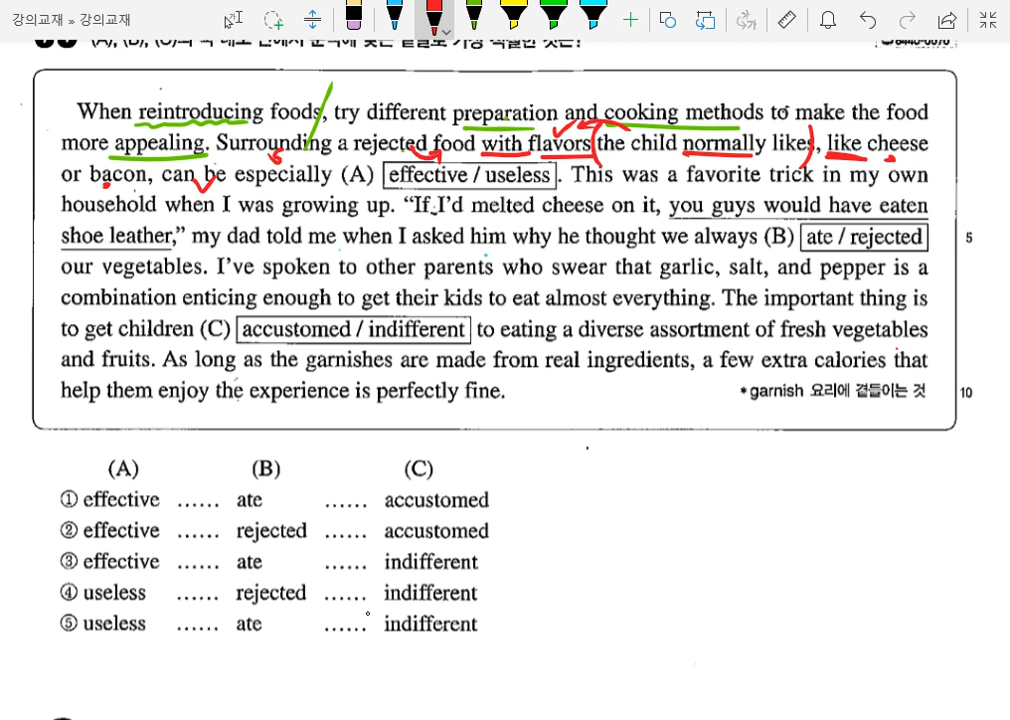 강의교재 » 강의교재
When reintroducing foods, try different preparation and cooking methods to make the food
more appealing. Surrounding a rejected food with flavors the child normally likes, like cheese
or bacon, can be especially (A) effective / useless. This was a favorite trick in my own
household when I was growing up. “If I’d melted cheese on it, you guys would have eaten
shoe leather,” my dad told me when I asked him why he thought we always (B) ate / rejected 5
our vegetables. I’ve spoken to other parents who swear that garlic, salt, and pepper is a
combination enticing enough to get their kids to eat almost everything. The important thing is
to get children (C) accustomed / indifferent to eating a diverse assortment of fresh vegetables
and fruits. As long as the garnishes are made from real ingredients, a few extra calories that
help them enjoy the experience is perfectly fine. *garnish 요리에 곁들이는 것 10
(A) (B) (C)
① effective ...... ate ...... accustomed
② effective ...... rejected ...... accustomed
③ effective ...... ate ...... indifferent
④ useless ...... rejected ...... indifferent
⑤ useless ...... ate ...... indifferent